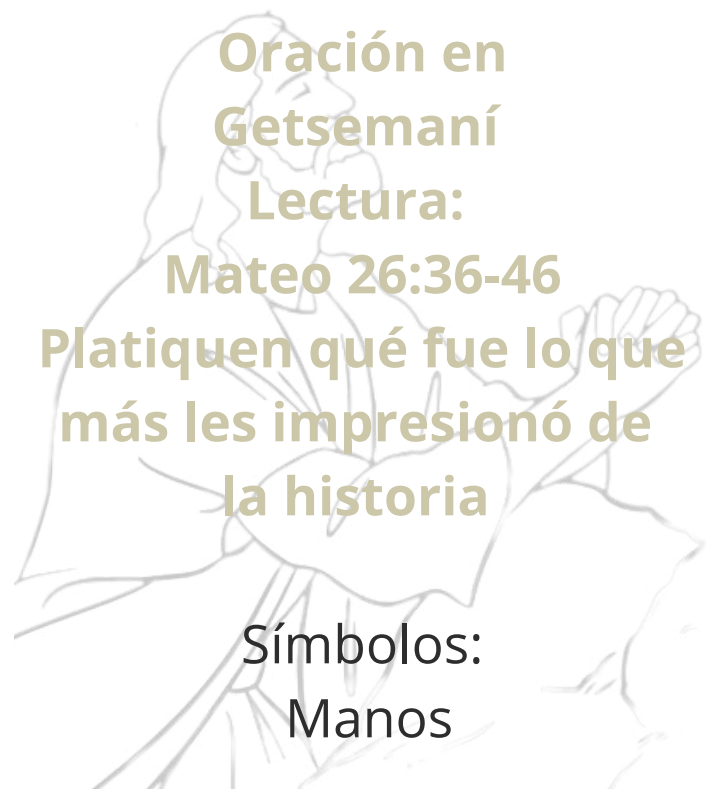 Oración en
Getsemaní
Lectura:
Mateo 26:36-46
Platiquen qué fue lo que
más les impresionó de
la historia
Símbolos:
Manos